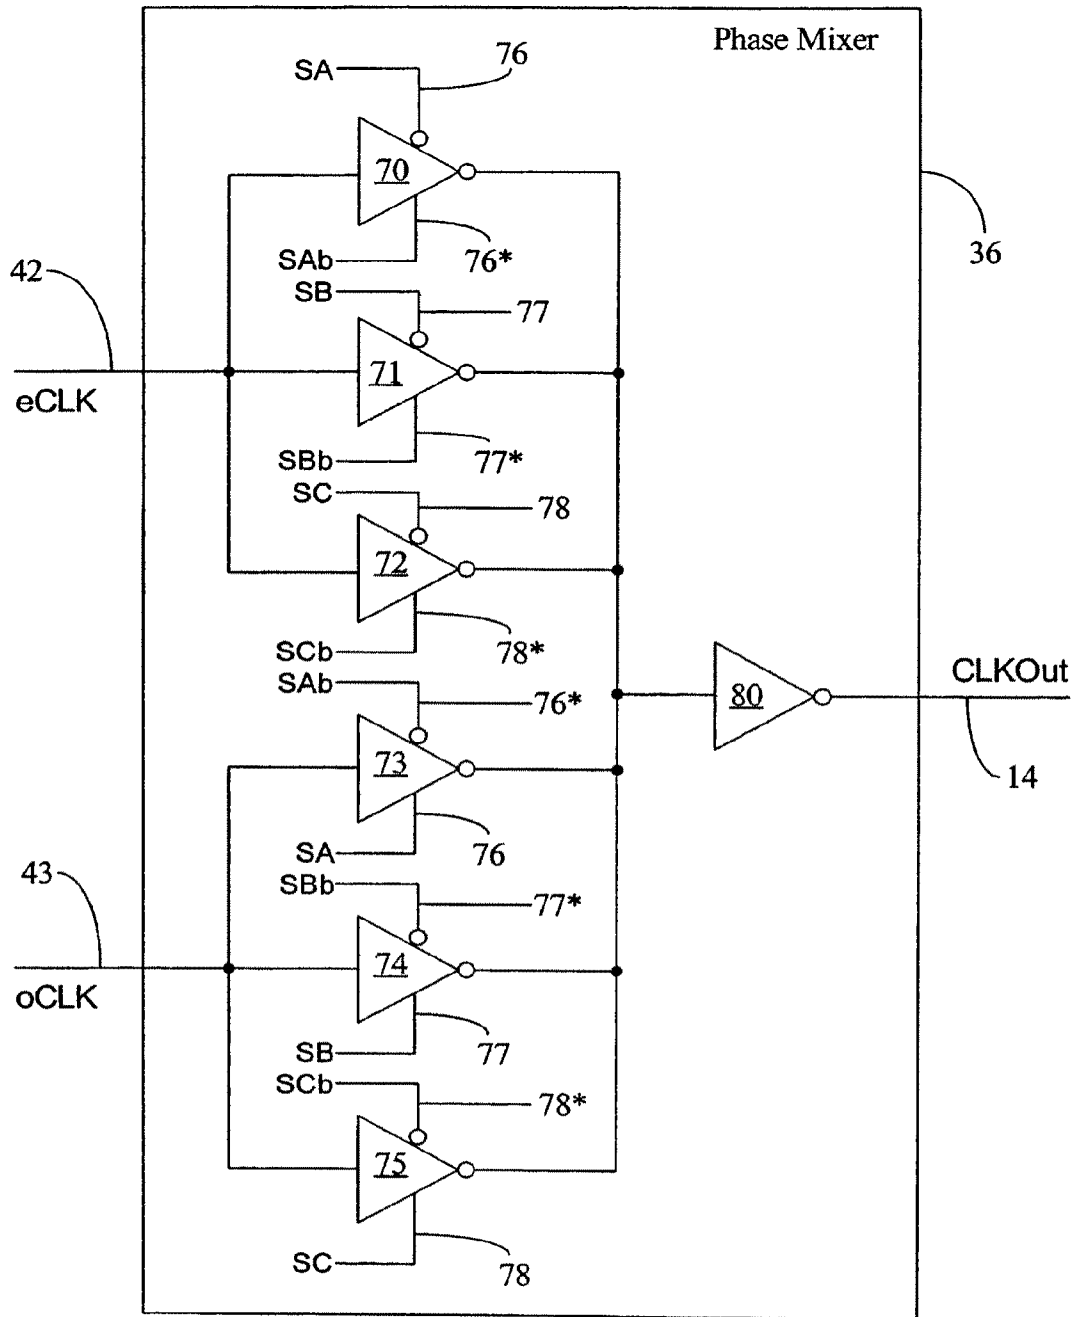 Phase Mixer
SA
76
70
SAb
76*
36
42
SB
77
eCLK
71
SBb
77*
SC
78
72
SCb
78*
SAb
76*
CLKOut
80
73
14
SA
76
43
SBb
77*
oCLK
74
SB
77
SCb
78*
75
SC
78